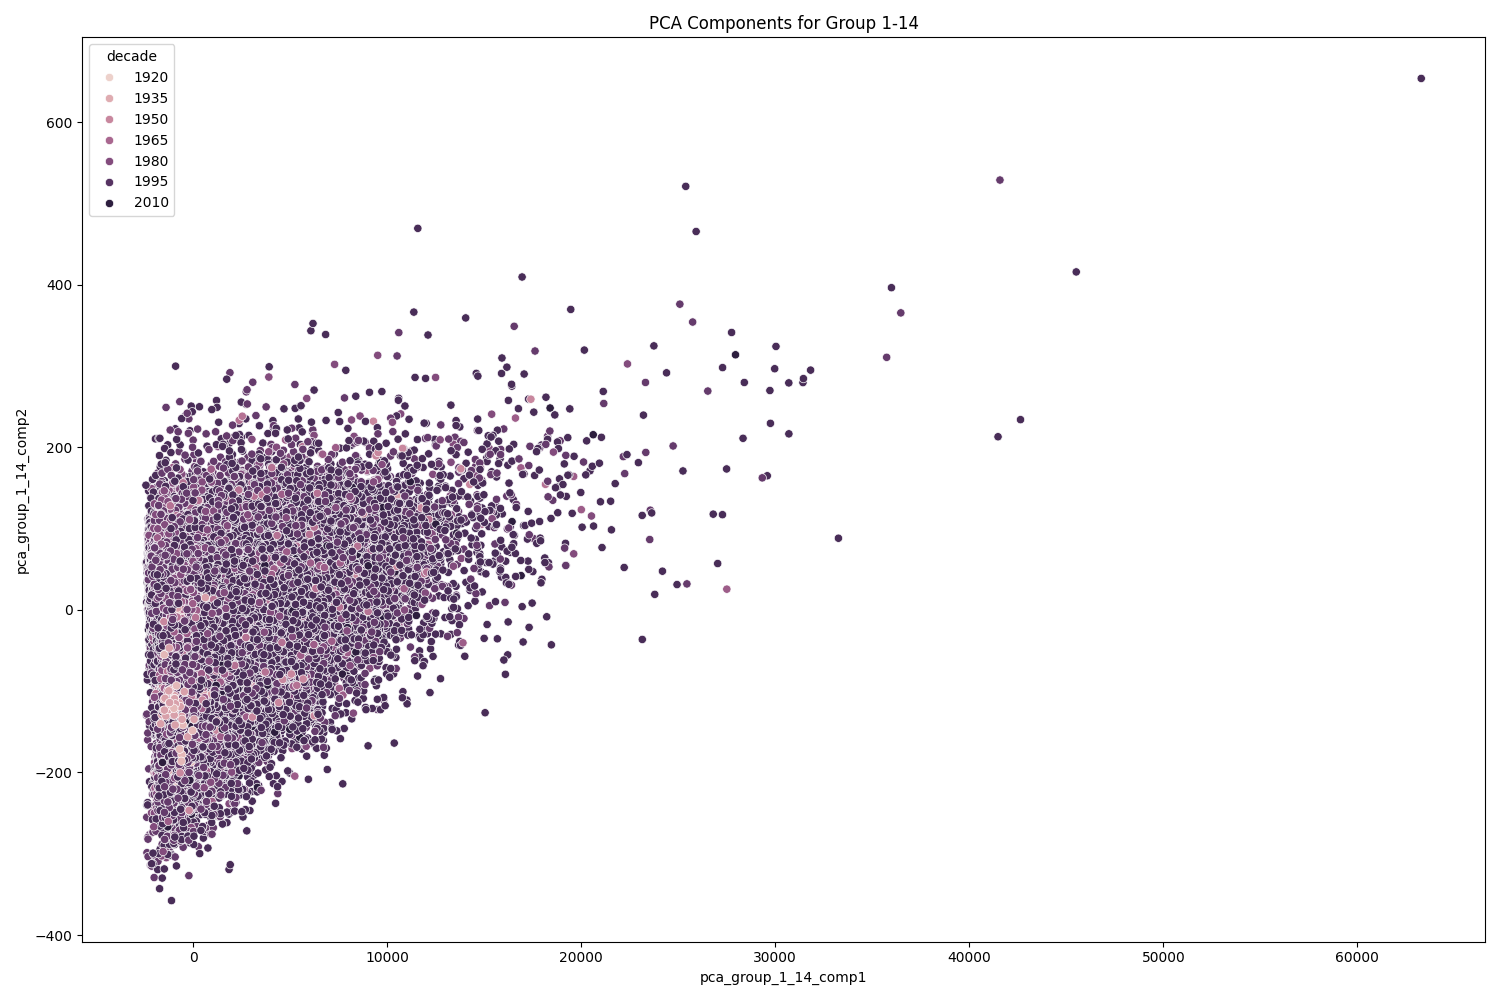 PCA Components for Group 1-14
decade
1920
1935
1950
1965
1980
1995
2010
pca_group_1_14_comp2
600
400
200
0
−200
−400
0 10000 20000 30000 40000 50000 60000
pca_group_1_14_comp1